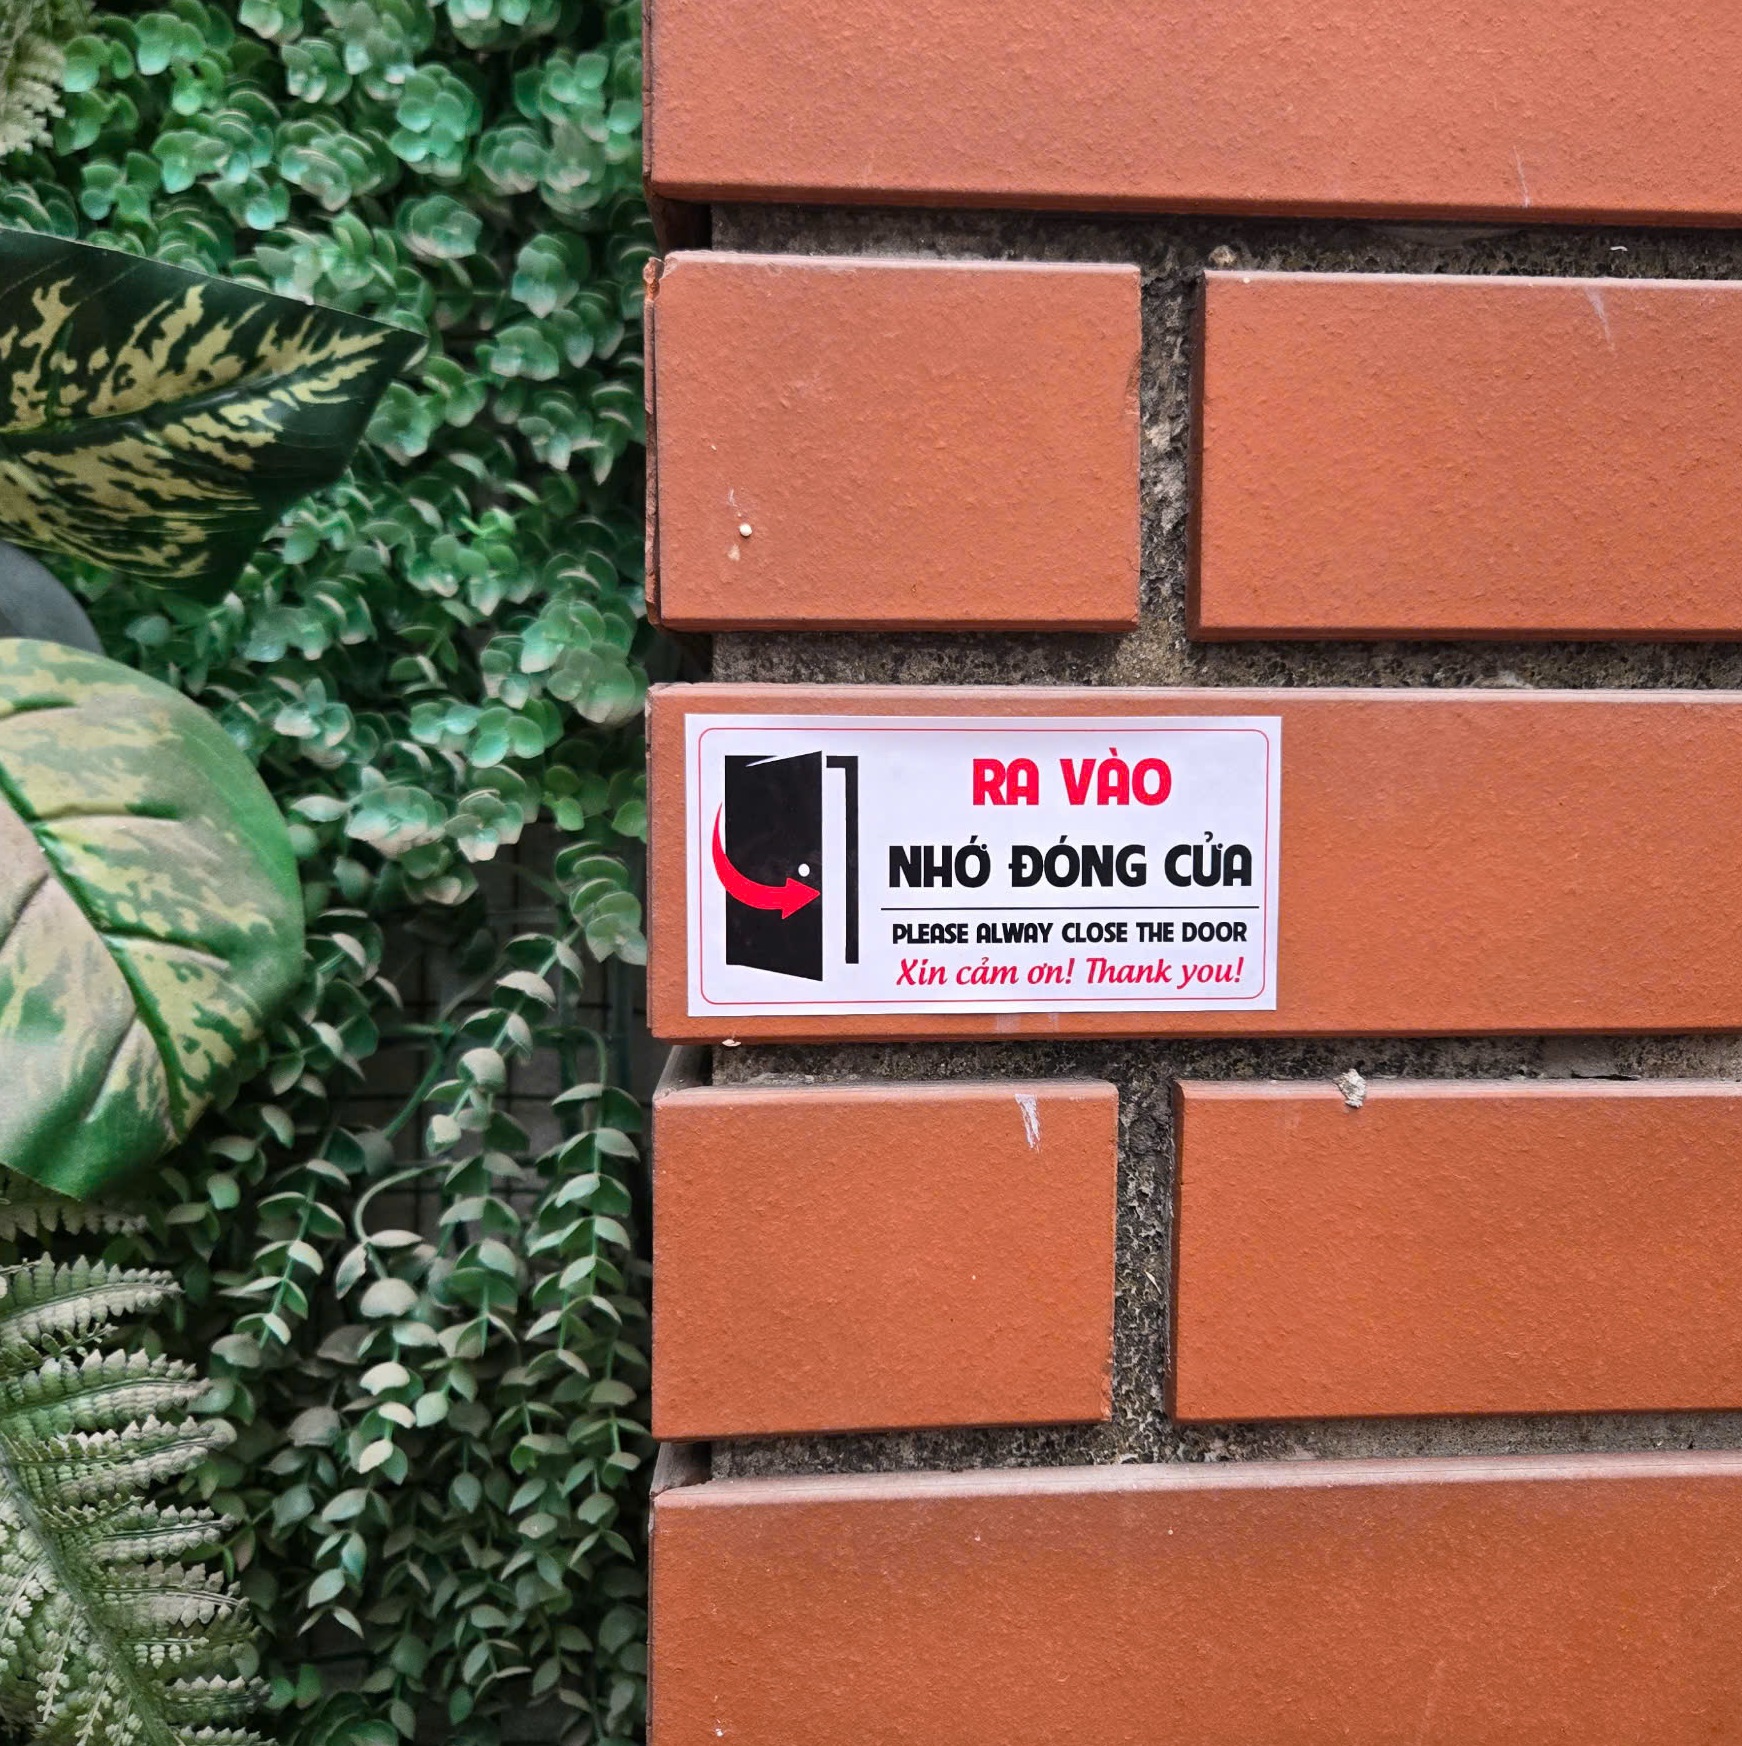 RA VÀO
NHỚ ĐÓNG CỬA
PLEASE ALWAY CLOSE THE DOOR
Xin cảm ơn! Thank you!